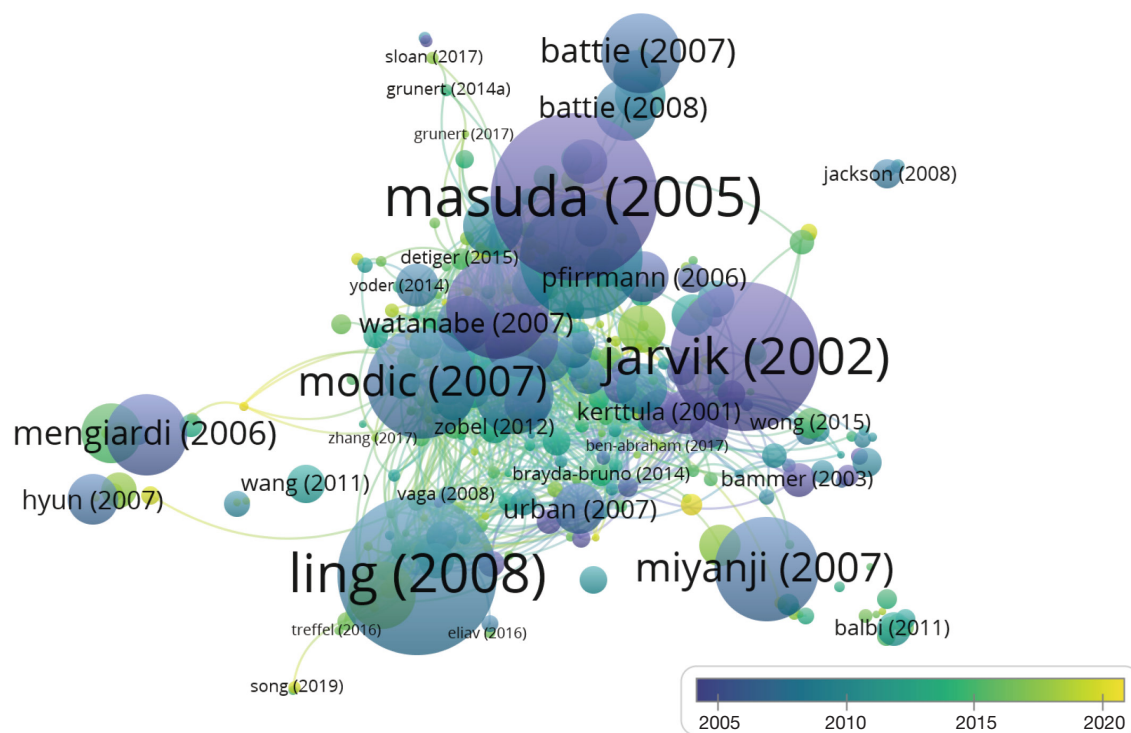 battie (2007)
sloan (2017)
grunert (2014a)
battie (2008)
grunert (2017)
jackson (2008)
masuda (2005)
detiger (2015)
pfirrmann (2006)
yoder (2014)
watanabe (2007)
jarvik (2002)
modic (2007)
kerttula (2001)
wong (2015)
mengiardi (2006)
zobel (2012)
zhang (2017)
ben-abraham (2017)
brayda-bruno (2014)
bammer (2003)
wang (2011)
hyun (2007)
vaga (2008)
urban (2007)
ling (2008)
miyanji (2007)
treffel (2016)
eliav (2016)
balbi (2011)
song (2019)
2005 2010 2015 2020